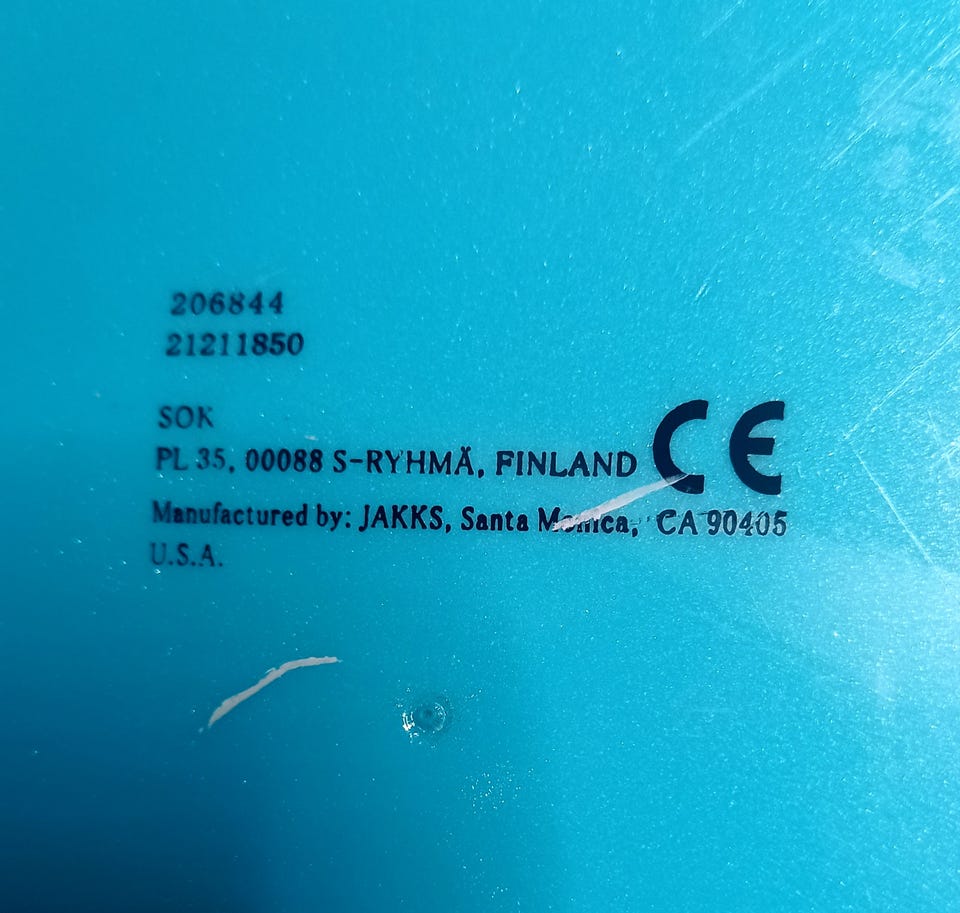 206844
21211850
SOK
PL 35, 00088 S-RYHMÄ, FINLAND CE
Manufactured by: JAKKS, Santa Monica, CA 90405
U.S.A.